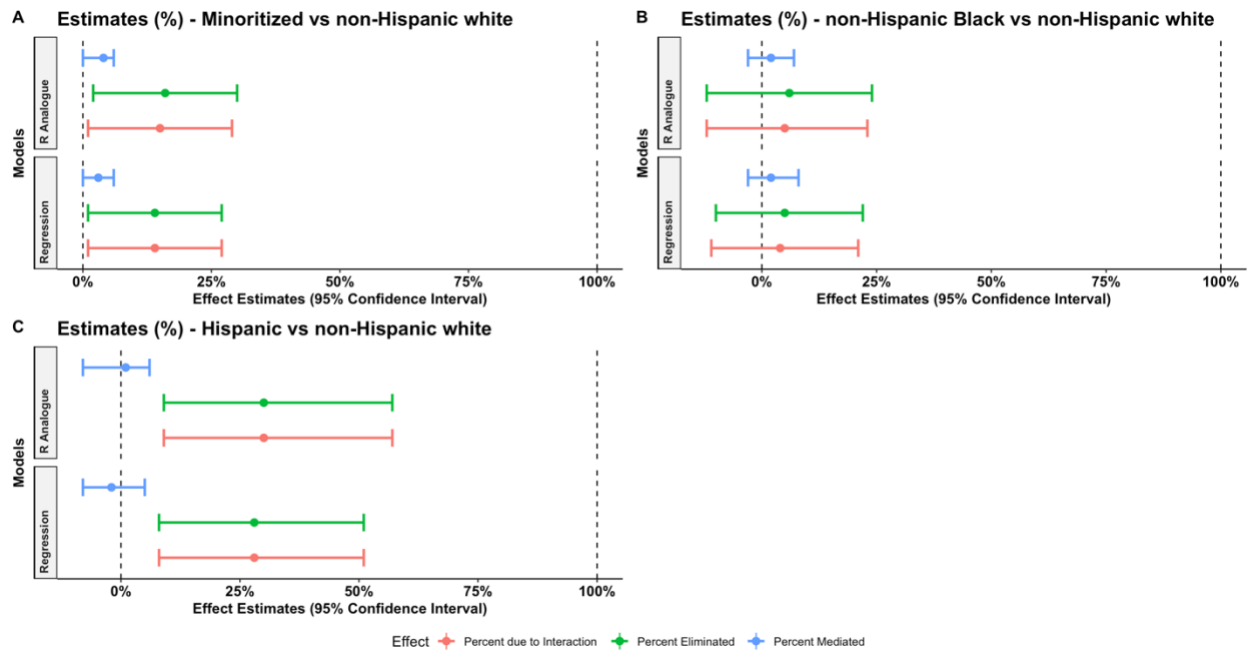 A Estimates (%) - Minoritized vs non-Hispanic white
Models
R Analogue
Regression
0% 25% 50% 75% 100%
Effect Estimates (95% Confidence Interval)
B Estimates (%) - non-Hispanic Black vs non-Hispanic white
Models
R Analogue
Regression
0% 25% 50% 75% 100%
Effect Estimates (95% Confidence Interval)
C Estimates (%) - Hispanic vs non-Hispanic white
Models
R Analogue
Regression
0% 25% 50% 75% 100%
Effect Estimates (95% Confidence Interval)
Effect Percent due to Interaction Percent Eliminated Percent Mediated